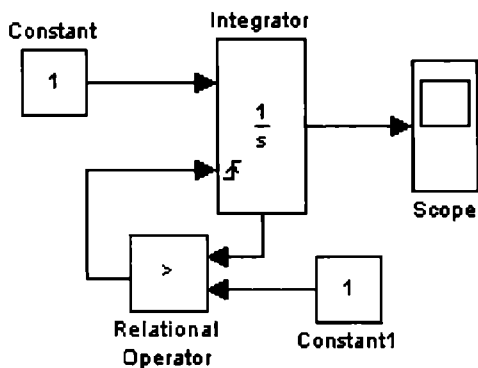 Constant
1
Integrator
1
s
Scope
>
Relational
Operator
1
Constant1